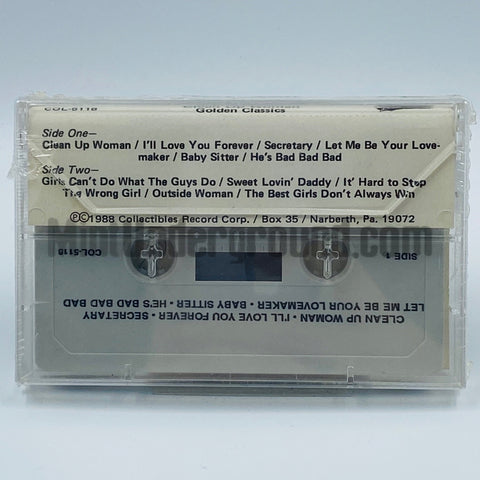 COL-5118
Golden Classics
Side One—
Clean Up Woman / I'll Love You Forever / Secretary / Let Me Be Your Love-
maker / Baby Sitter / He's Bad Bad Bad
Side Two—
Girls Can't Do What The Guys Do / Sweet Lovin' Daddy / It' Hard to Stop
The Wrong Girl / Outside Woman / The Best Girls Don't Always Win
Ⓟ©1988 Collectibles Record Corp. / Box 35 / Narberth, Pa. 19072
COL-5118
SIDE 1
LET ME BE YOUR LOVEMAKER • BABY SITTER • HE'S BAD BAD BAD
CLEAN UP WOMAN • I'LL LOVE YOU FOREVER • SECRETARY